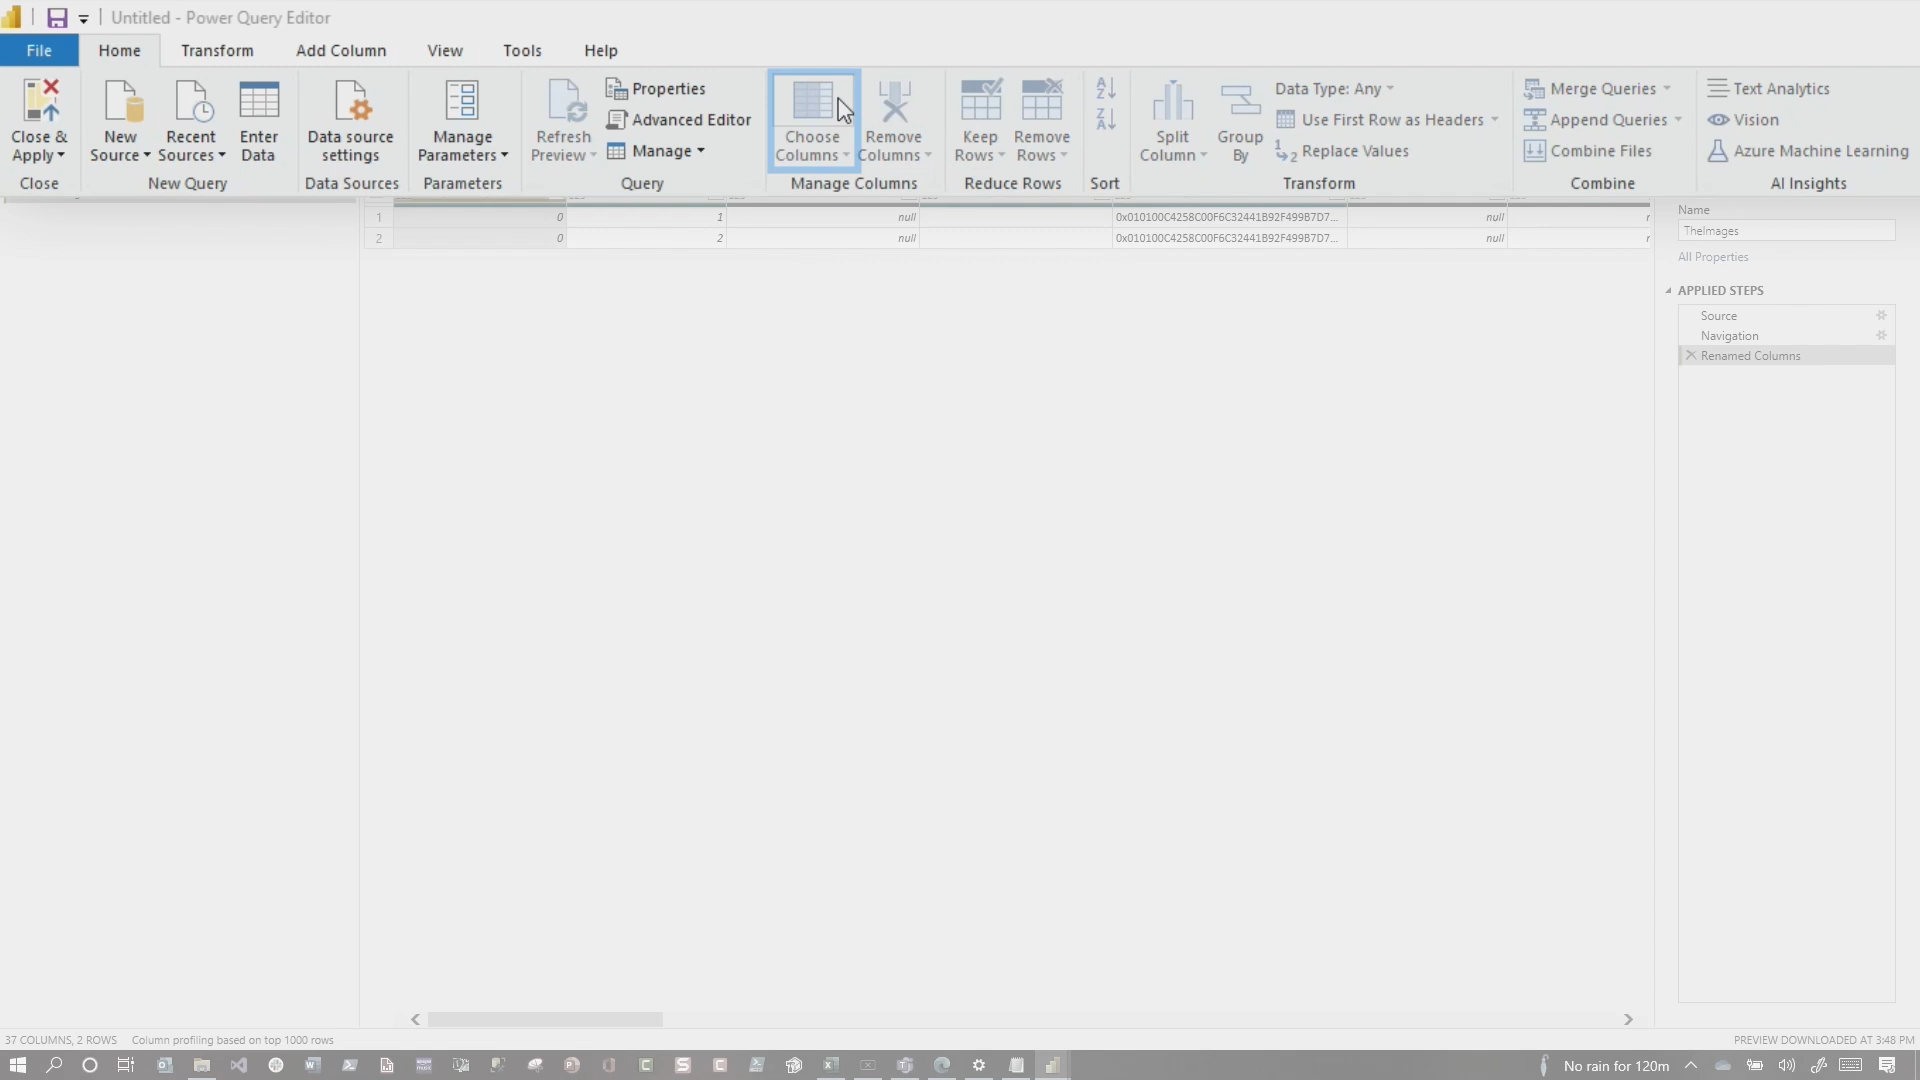 Untitled - Power Query Editor
File Home Transform Add Column View Tools Help
Close & Apply
New Source
Recent Sources
Enter Data
Data source settings
Manage Parameters
Refresh Preview
Properties
Advanced Editor
Manage
Choose Columns
Remove Columns
Keep Rows
Remove Rows
Split Column
Group By
Data Type: Any
Use First Row as Headers
Replace Values
Merge Queries
Append Queries
Combine Files
Text Analytics
Vision
Azure Machine Learning
Close New Query Data Sources Parameters Query Manage Columns Reduce Rows Sort Transform Combine AI Insights
1 0 1 null 0x010100C4258C00F6C32441B92F499B7D7... null
2 0 2 null 0x010100C4258C00F6C32441B92F499B7D7... null
Name
TheImages
All Properties
APPLIED STEPS
Source
Navigation
Renamed Columns
37 COLUMNS, 2 ROWS Column profiling based on top 1000 rows
PREVIEW DOWNLOADED AT 3:48 PM
No rain for 120m